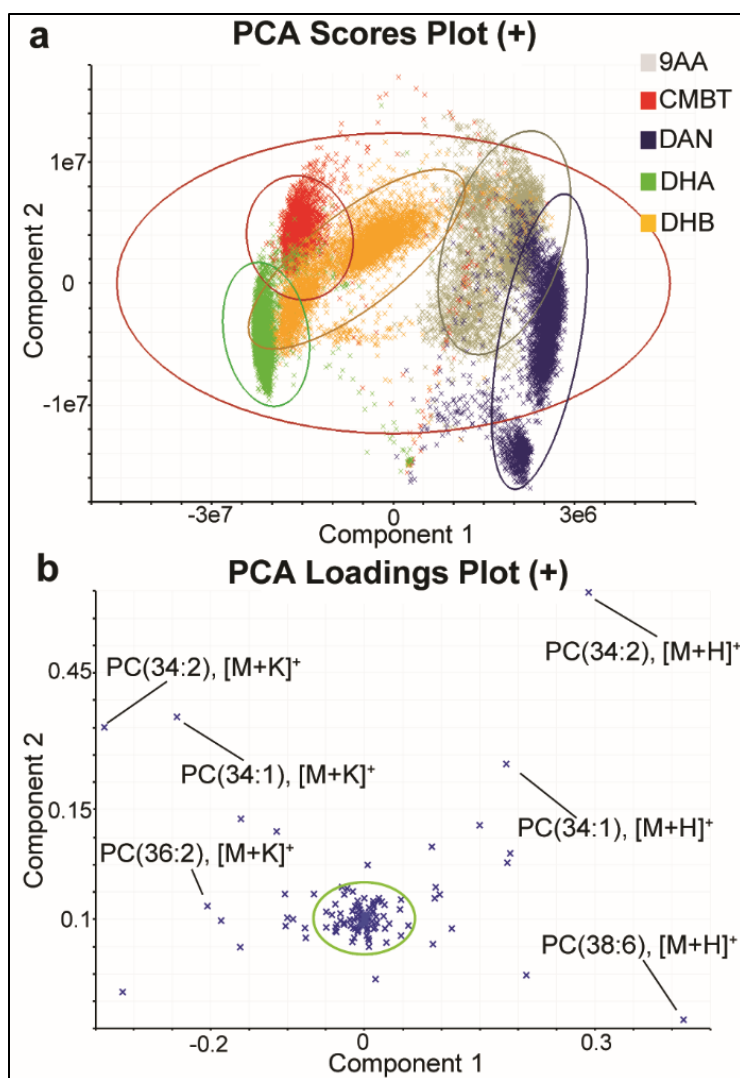 a
PCA Scores Plot (+)
9AA
CMBT
DAN
DHA
DHB
Component 2
1e7
0
-1e7
-3e7
0
3e6
Component 1
b
PCA Loadings Plot (+)
PC(34:2), [M+H]⁺
PC(34:2), [M+K]⁺
PC(34:1), [M+K]⁺
PC(34:1), [M+H]⁺
PC(36:2), [M+K]⁺
PC(38:6), [M+H]⁺
Component 2
0.45
0.15
0.1
-0.2
0
0.3
Component 1